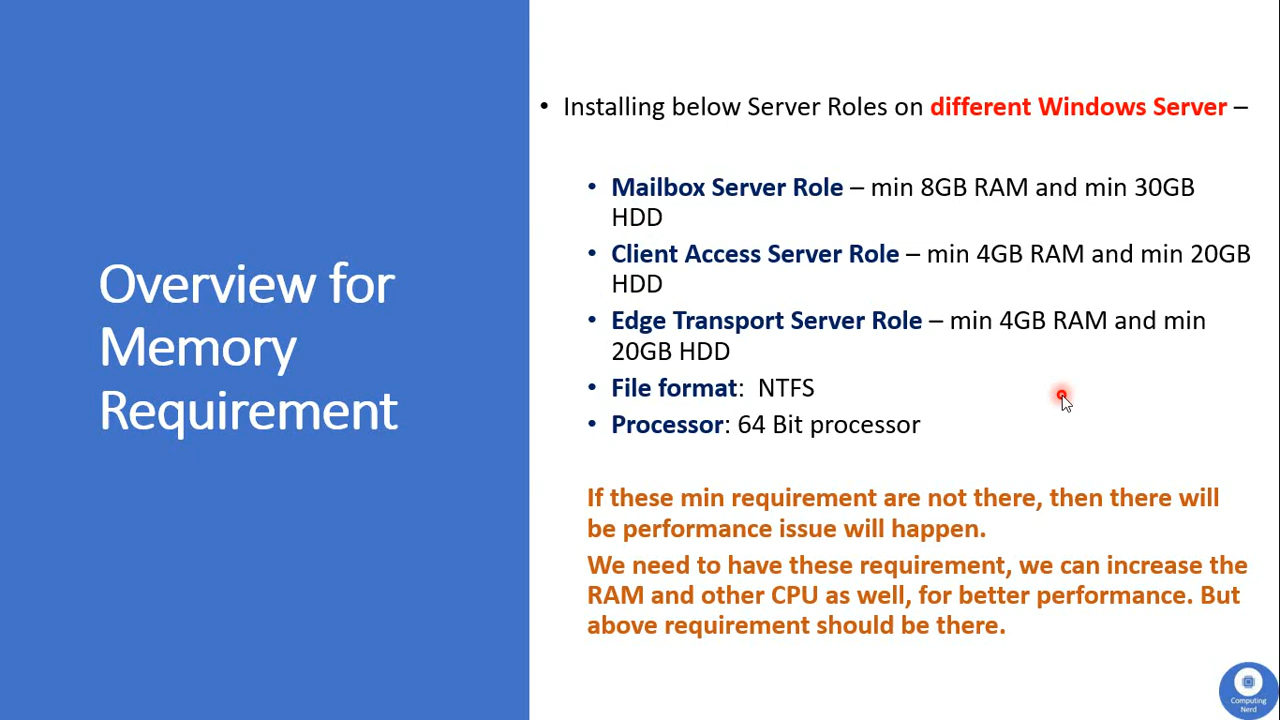 Overview for
Memory
Requirement
• Installing below Server Roles on different Windows Server –
• Mailbox Server Role – min 8GB RAM and min 30GB
HDD
• Client Access Server Role – min 4GB RAM and min 20GB
HDD
• Edge Transport Server Role – min 4GB RAM and min
20GB HDD
• File format: NTFS
• Processor: 64 Bit processor
If these min requirement are not there, then there will
be performance issue will happen.
We need to have these requirement, we can increase the
RAM and other CPU as well, for better performance. But
above requirement should be there.
Computing
Nerd